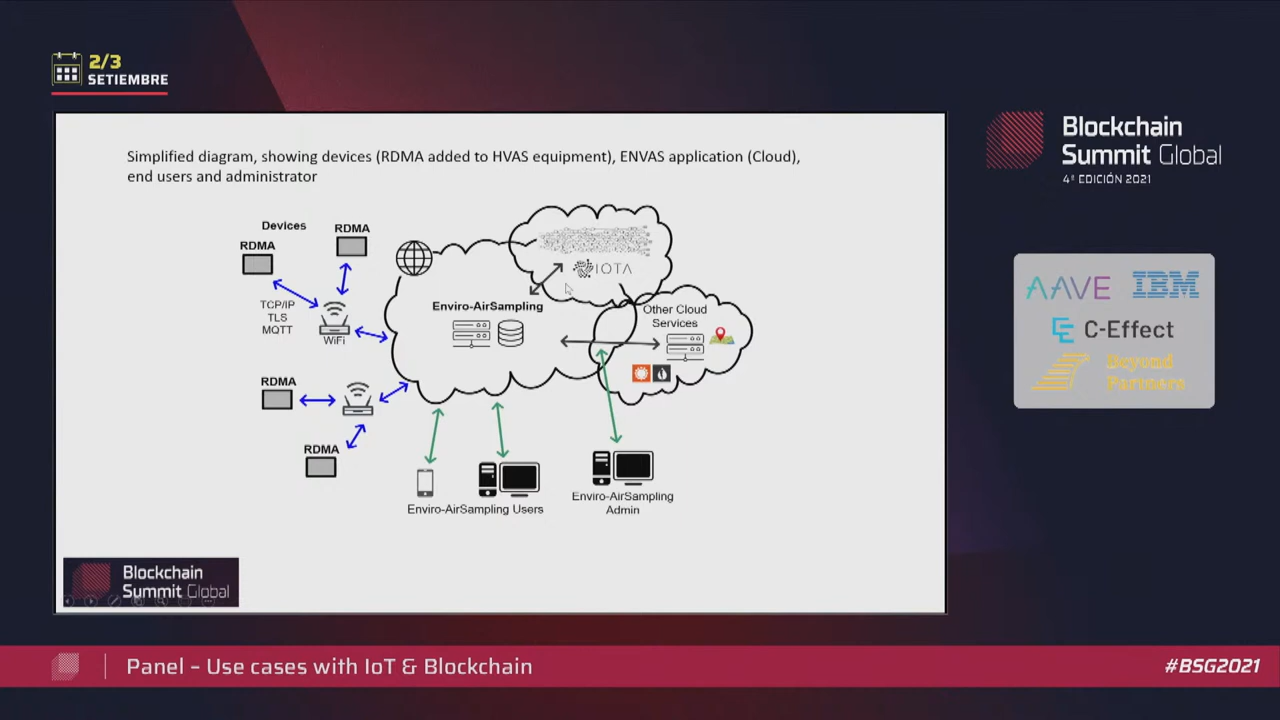 2/3
SETIEMBRE
Simplified diagram, showing devices (RDMA added to HVAS equipment), ENVAS application (Cloud),
end users and administrator
Devices
RDMA
RDMA
TCP/IP
TLS
MQTT
WiFi
RDMA
RDMA
Enviro-AirSampling
IOTA
Other Cloud
Services
Enviro-AirSampling Users
Enviro-AirSampling
Admin
Blockchain
Summit Global
Blockchain
Summit Global
4ª EDICIÓN 2021
AAVE
IBM
C-Effect
Beyond
Partners
Panel – Use cases with IoT & Blockchain
#BSG2021